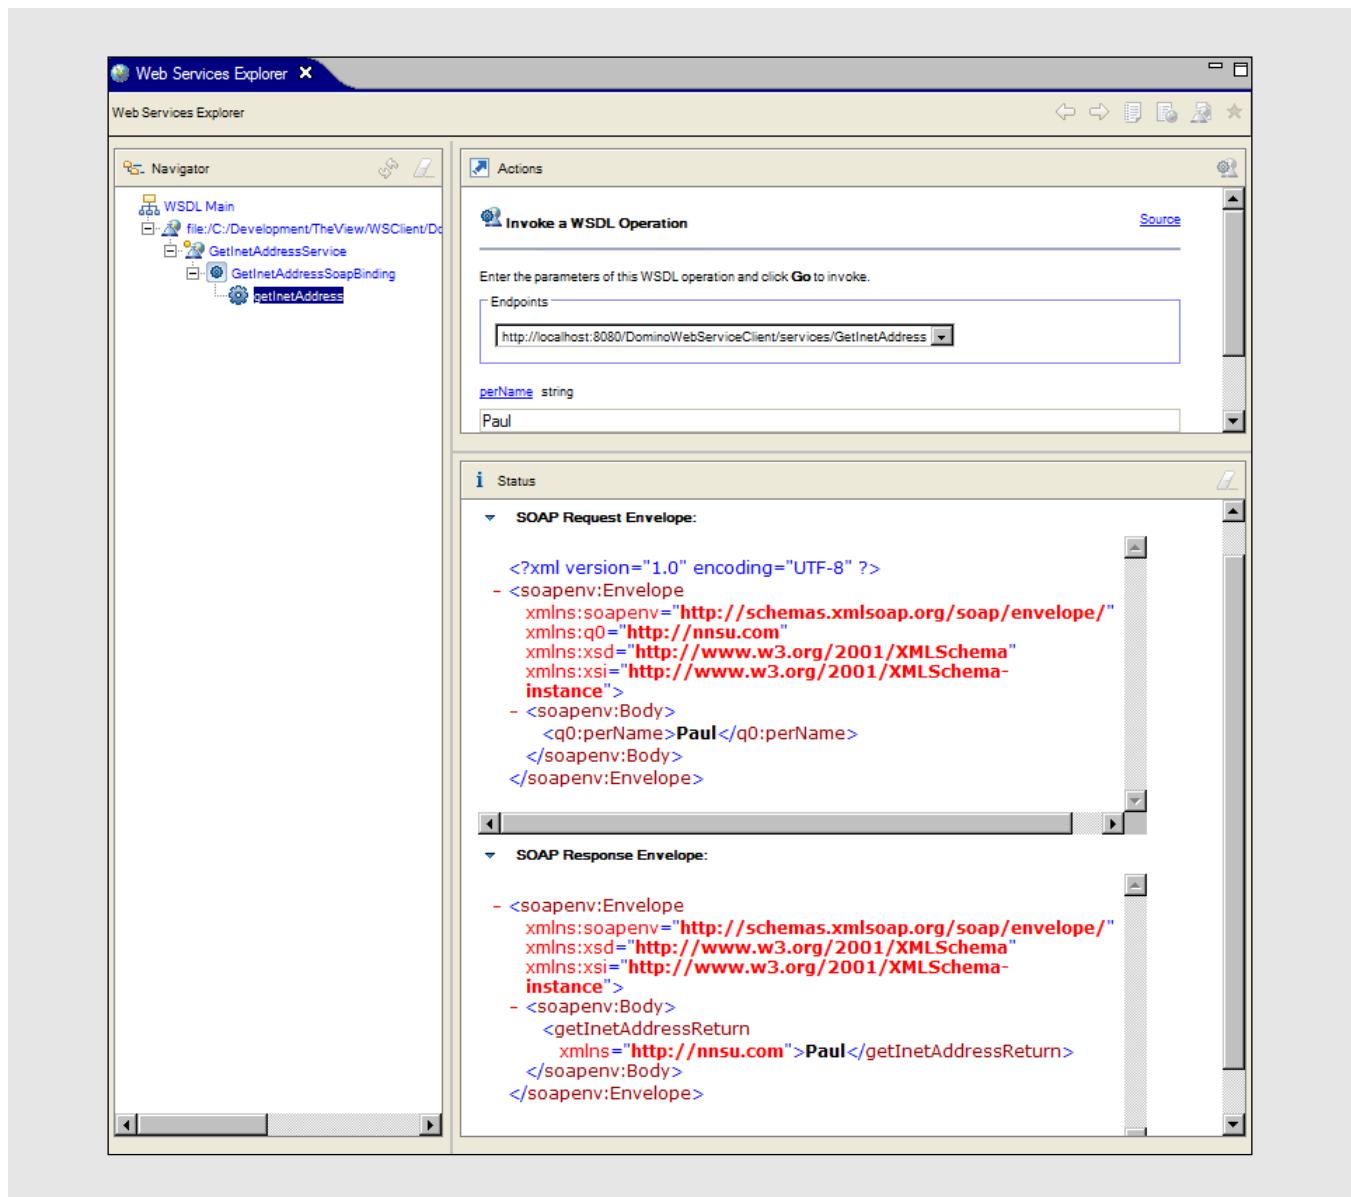 Web Services Explorer
Web Services Explorer
Navigator
WSDL Main
file:/C:/Development/TheView/WSClient/Do
GetInetAddressService
GetInetAddressSoapBinding
getInetAddress
Actions
Invoke a WSDL Operation
Source
Enter the parameters of this WSDL operation and click Go to invoke.
Endpoints
http://localhost:8080/DominoWebServiceClient/services/GetInetAddress
perName string
Paul
Status
SOAP Request Envelope:
<?xml version="1.0" encoding="UTF-8" ?>
- <soapenv:Envelope
xmlns:soapenv="http://schemas.xmlsoap.org/soap/envelope/"
xmlns:q0="http://nnsu.com"
xmlns:xsd="http://www.w3.org/2001/XMLSchema"
xmlns:xsi="http://www.w3.org/2001/XMLSchema-
instance">
- <soapenv:Body>
<q0:perName>Paul</q0:perName>
</soapenv:Body>
</soapenv:Envelope>
SOAP Response Envelope:
- <soapenv:Envelope
xmlns:soapenv="http://schemas.xmlsoap.org/soap/envelope/"
xmlns:xsd="http://www.w3.org/2001/XMLSchema"
xmlns:xsi="http://www.w3.org/2001/XMLSchema-
instance">
- <soapenv:Body>
<getInetAddressReturn
xmlns="http://nnsu.com">Paul</getInetAddressReturn>
</soapenv:Body>
</soapenv:Envelope>